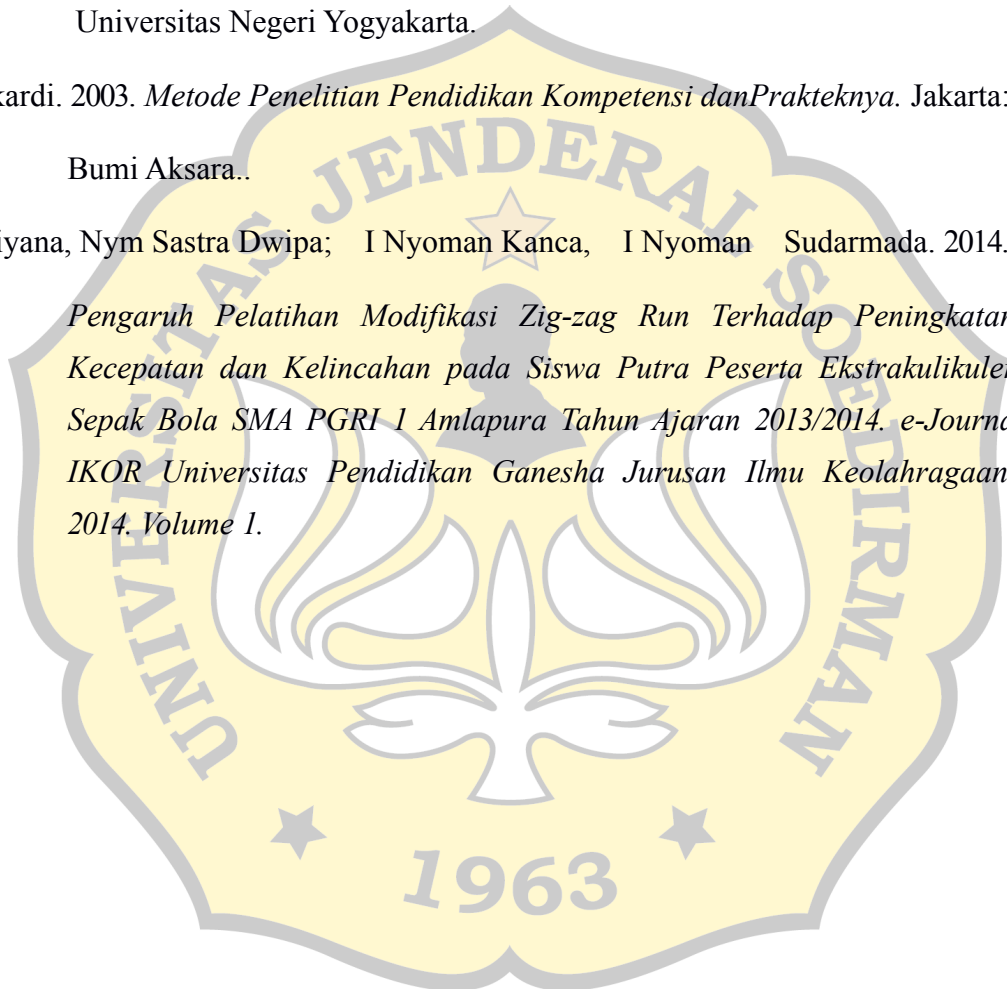 Universitas Negeri Yogyakarta.
kardi. 2003. Metode Penelitian Pendidikan Kompetensi danPrakteknya. Jakarta:
Bumi Aksara..
iyana, Nym Sastra Dwipa; I Nyoman Kanca, I Nyoman Sudarmada. 2014.
Pengaruh Pelatihan Modifikasi Zig-zag Run Terhadap Peningkatan
Kecepatan dan Kelincahan pada Siswa Putra Peserta Ekstrakulikuler
Sepak Bola SMA PGRI 1 Amlapura Tahun Ajaran 2013/2014. e-Journa
IKOR Universitas Pendidikan Ganesha Jurusan Ilmu Keolahragaan
2014. Volume 1.
UNIVERSITAS JENDERAL SOEDIRMAN
1963